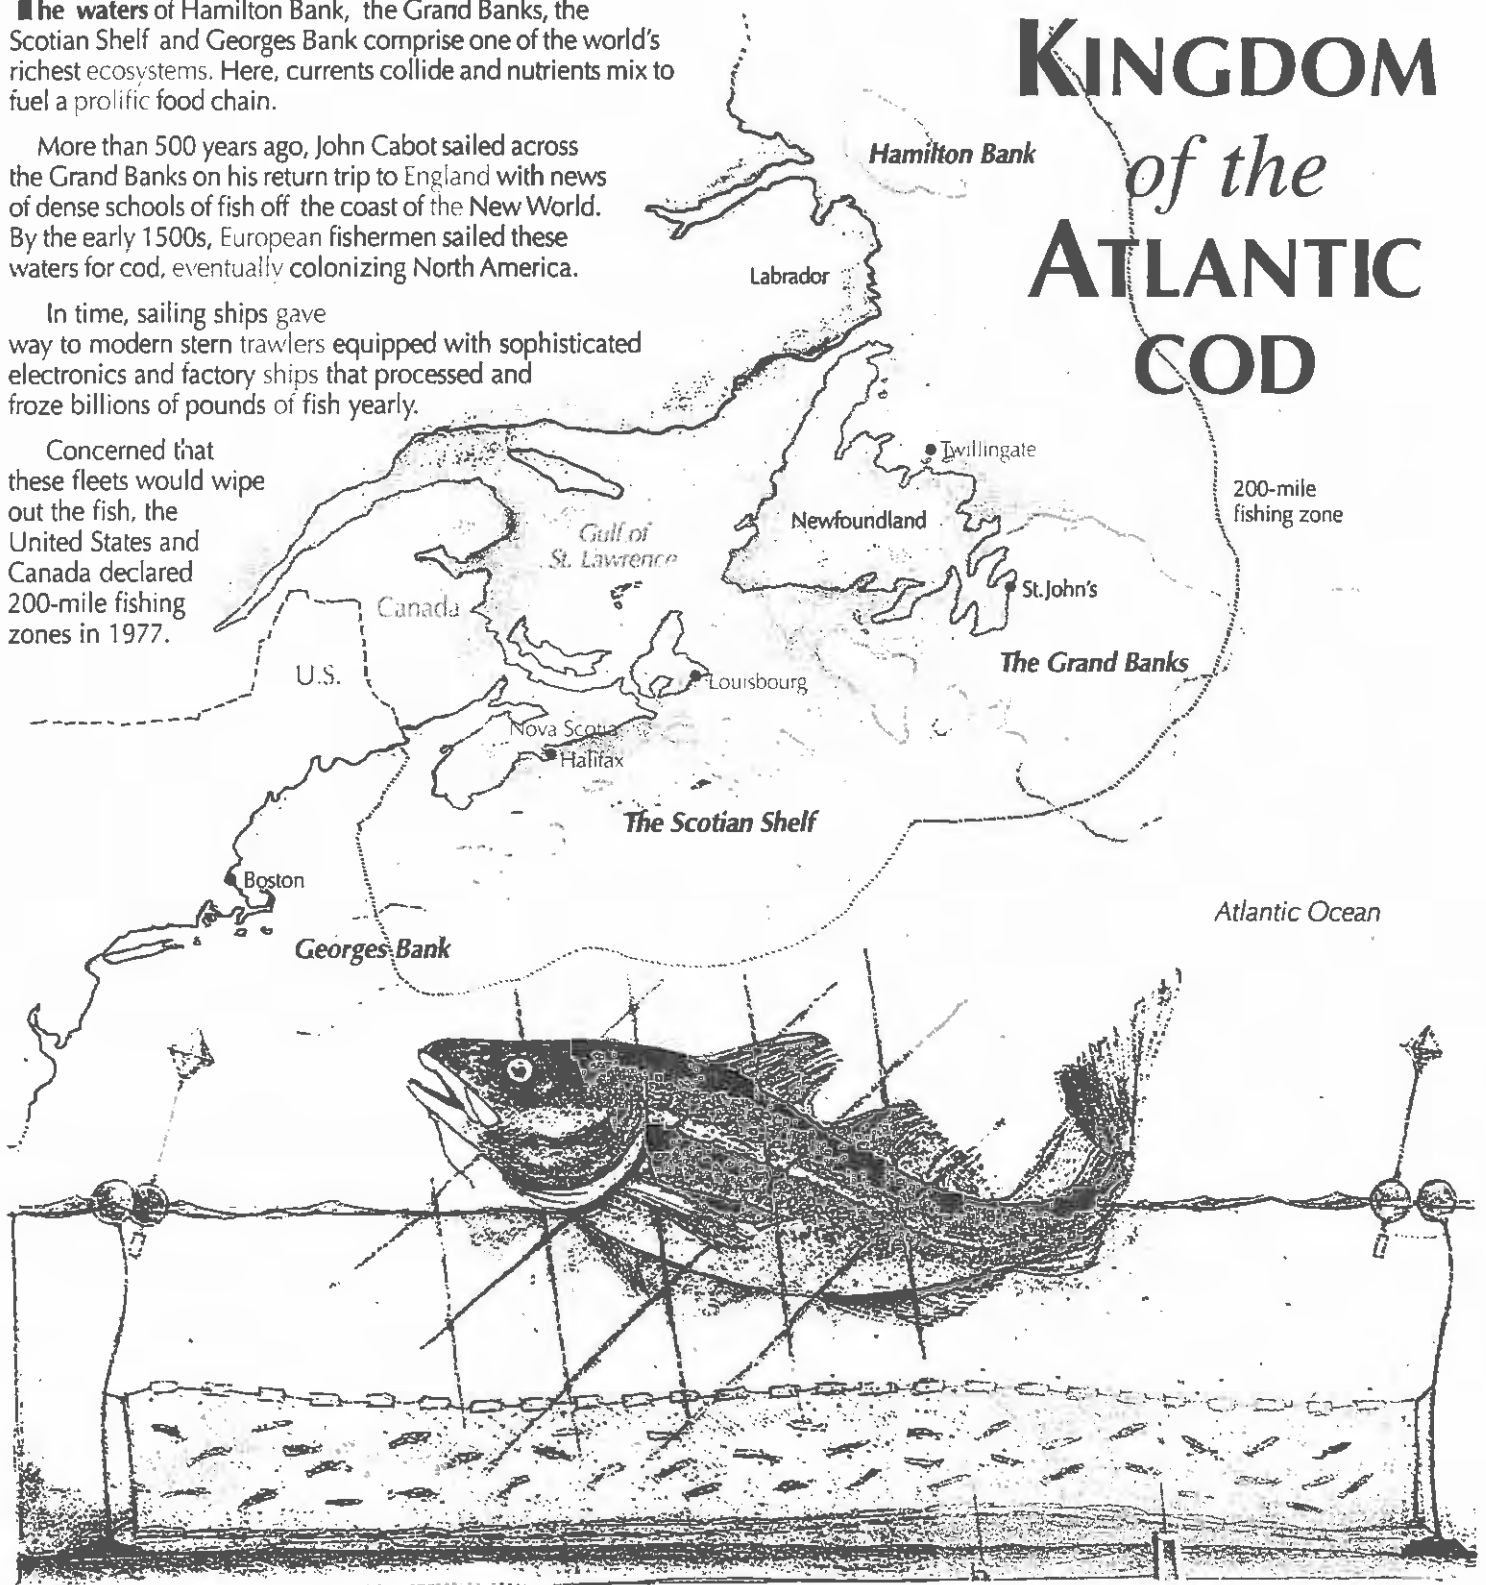 The waters of Hamilton Bank, the Grand Banks, the
Scotian Shelf and Georges Bank comprise one of the world's
richest ecosystems. Here, currents collide and nutrients mix to
fuel a prolific food chain.
More than 500 years ago, John Cabot sailed across
the Grand Banks on his return trip to England with news
of dense schools of fish off the coast of the New World.
By the early 1500s, European fishermen sailed these
waters for cod, eventually colonizing North America.
In time, sailing ships gave
way to modern stern trawlers equipped with sophisticated
electronics and factory ships that processed and
froze billions of pounds of fish yearly.
Concerned that
these fleets would wipe
out the fish, the
United States and
Canada declared
200-mile fishing
zones in 1977.
KINGDOM
of the
ATLANTIC
COD
Hamilton Bank
Labrador
Twillingate
200-mile
fishing zone
Newfoundland
Gulf of
St. Lawrence
St. John's
Canada
The Grand Banks
U.S.
Louisbourg
Nova Scotia
Halifax
The Scotian Shelf
Boston
Atlantic Ocean
Georges Bank